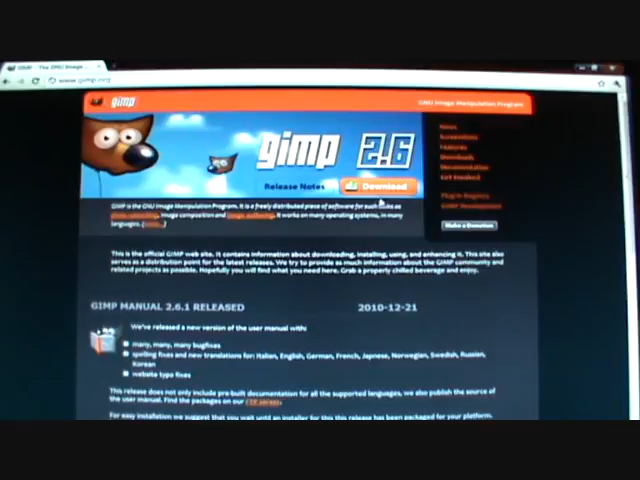 GIMP - The GNU Image
www.gimp.org
gimp
GNU Image Manipulation Program
gimp 2.6
Release Notes
Download
News
Screenshots
Features
Downloads
Documentation
Get Involved
Plug-in Registry
Make a Donation
GIMP is the GNU Image Manipulation Program. It is a freely distributed piece of software for such tasks as
photo retouching, image composition and image authoring. It works on many operating systems, in many
languages.
This is the official GIMP web site. It contains information about downloading, installing, using, and enhancing it. This site also
serves as a distribution point for the latest releases. We try to provide as much information about the GIMP community and
related projects as possible. Hopefully you will find what you need here. Grab a properly chilled beverage and enjoy.
GIMP MANUAL 2.6.1 RELEASED
2010-12-21
We've released a new version of the user manual with:
many, many, many bugfixes
spelling fixes and new translations for: Italian, English, German, French, Japnese, Norwegian, Swedish, Russian,
Korean
website typo fixes
This release does not only include pre-built documentation for all the supported languages, we also publish the source of
the user manual. Find the packages on our FTP server.
For easy installation we suggest that you wait until an installer for this release has been packaged for your platform.